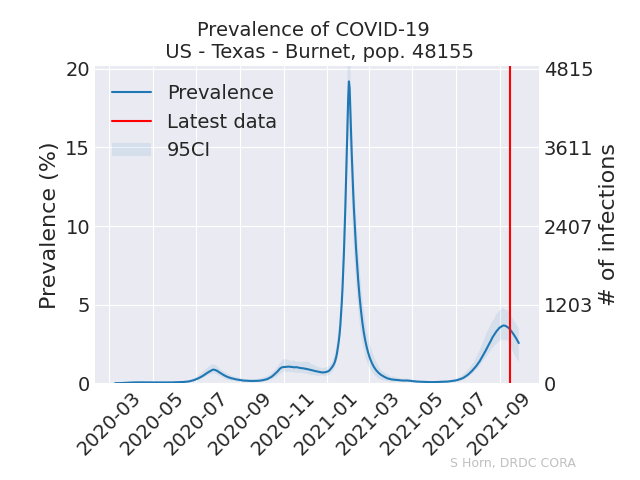 Prevalence of COVID-19
US - Texas - Burnet, pop. 48155
Prevalence (%)
20
15
10
5
0
Prevalence
Latest data
95CI
4815
3611
2407
1203
0
# of infections
2020-03
2020-05
2020-07
2020-09
2020-11
2021-01
2021-03
2021-05
2021-07
2021-09
S Horn, DRDC CORA